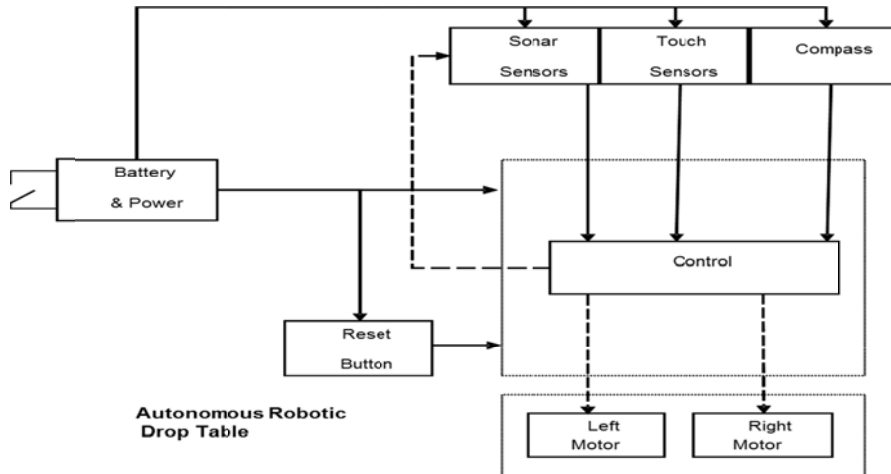 Sonar
Sensors
Touch
Sensors
Compass
Battery
& Power
Control
Reset
Button
Autonomous Robotic
Drop Table
Left
Motor
Right
Motor